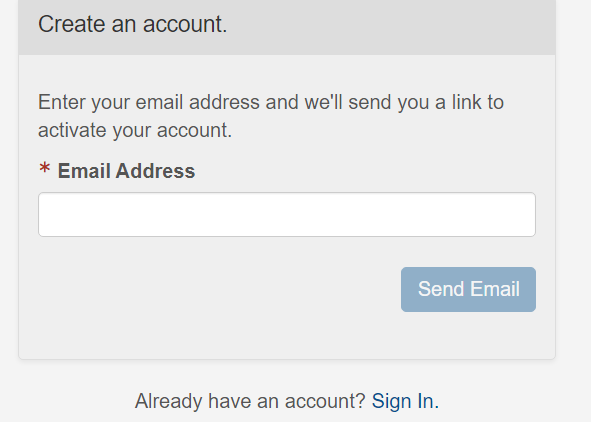 Create an account.
Enter your email address and we'll send you a link to
activate your account.
* Email Address
Send Email
Already have an account? Sign In.